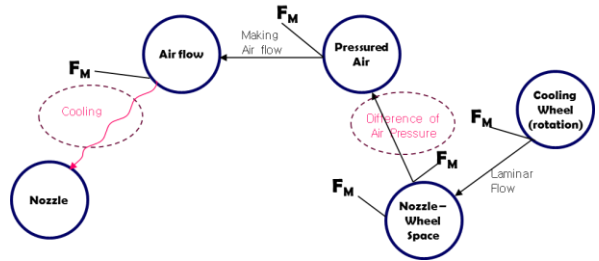 F_M
Making
Air flow
Air flow
Pressured
Air
F_M
Cooling
Difference of
Air Pressure
Cooling
Wheel
(rotation)
F_M
F_M
Laminar
Flow
F_M
Nozzle
Nozzle–
Wheel
Space